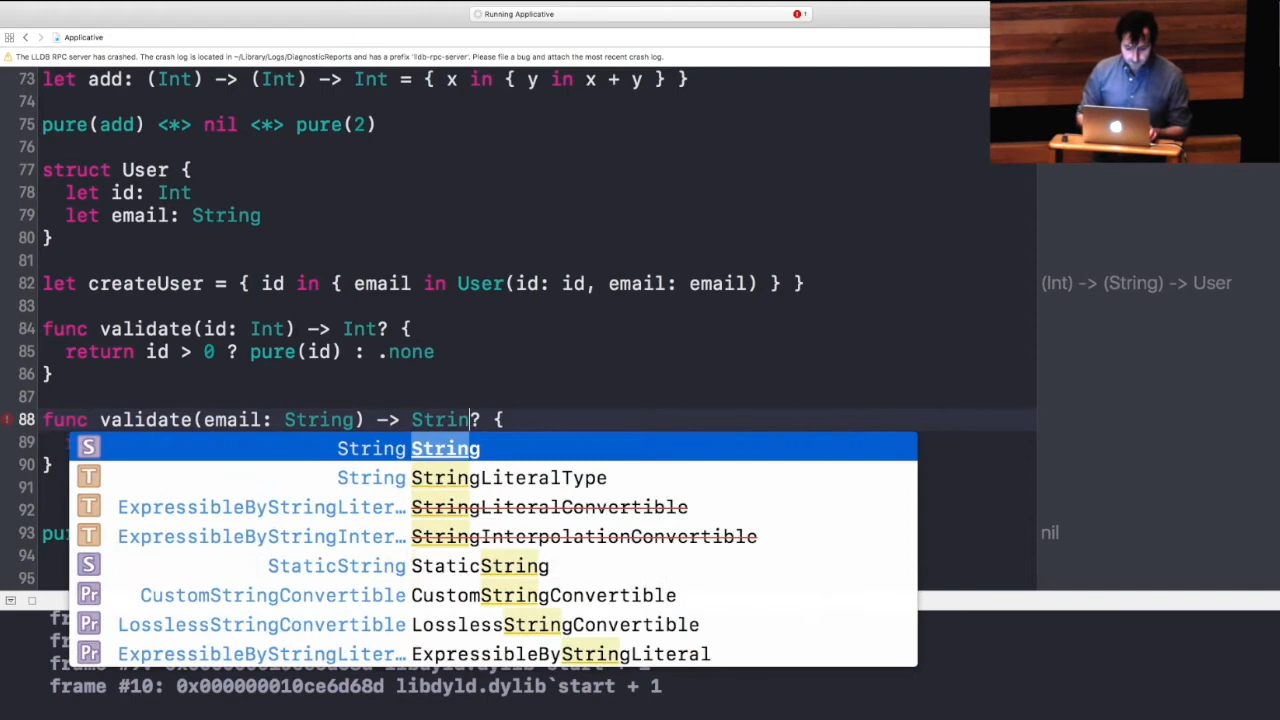 Running Applicative
1
Applicative
The LLDB RPC server has crashed. The crash log is located in ~/Library/Logs/DiagnosticReports and has a prefix 'lldb-rpc-server'. Please file a bug and attach the most recent crash log.
73 let add: (Int) -> (Int) -> Int = { x in { y in x + y } }
74
75 pure(add) <*> nil <*> pure(2)
76
77 struct User {
78 let id: Int
79 let email: String
80 }
81
82 let createUser = { id in { email in User(id: id, email: email) } }
(Int) -> (String) -> User
83
84 func validate(id: Int) -> Int? {
85 return id > 0 ? pure(id) : .none
86 }
87
88 func validate(email: String) -> Strin? {
89
String String
90 }
String StringLiteralType
91
ExpressibleByStringLiter… StringLiteralConvertible
92
93 pu
nil
ExpressibleByStringInter… StringInterpolationConvertible
94
StaticString StaticString
95
CustomStringConvertible CustomStringConvertible
LosslessStringConvertible LosslessStringConvertible
ExpressibleByStringLiter… ExpressibleByStringLiteral
frame #10: 0x000000010ce6d68d libdyld.dylib`start + 1